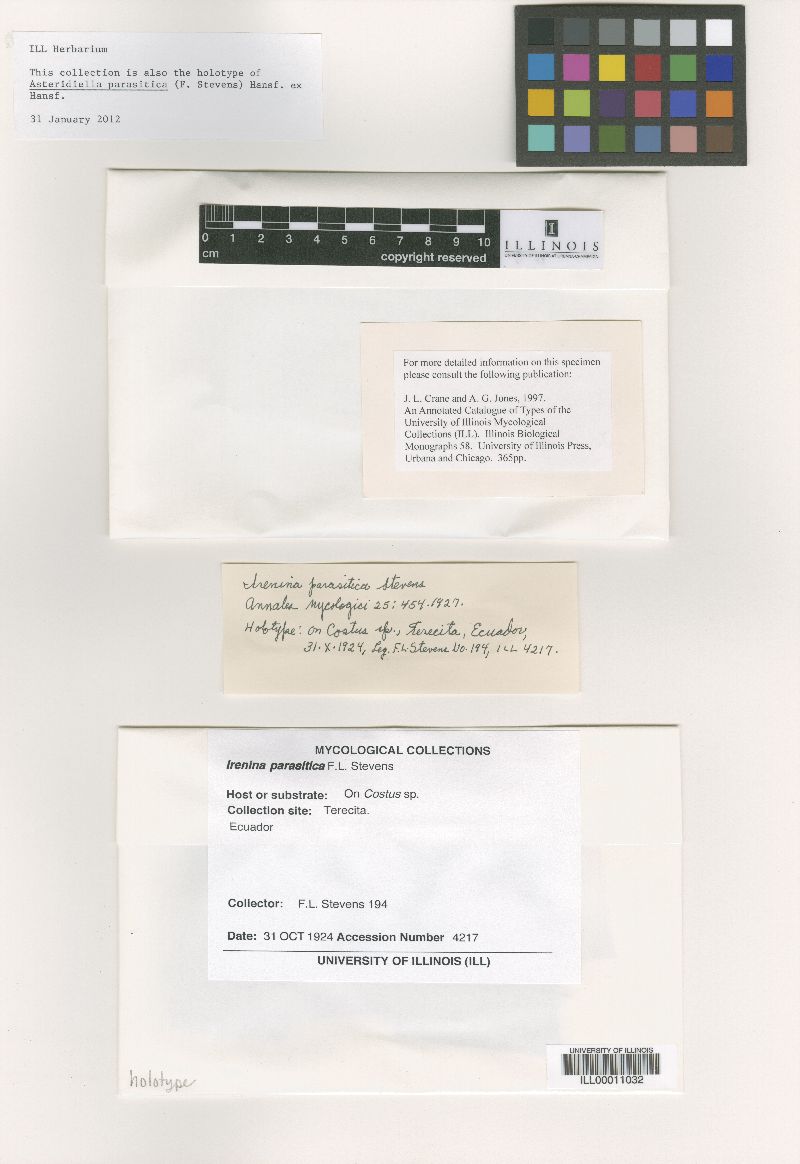 ILL Herbarium
This collection is also the holotype of
Asteridiella parasitica (F. Stevens) Hansf. ex
Hansf.
31 January 2012
0 1 2 3 4 5 6 7 8 9 10
cm
copyright reserved
I
ILLINOIS
UNIVERSITY OF ILLINOIS AT URBANA-CHAMPAIGN
For more detailed information on this specimen
please consult the following publication:
J. L. Crane and A. G. Jones, 1997.
An Annotated Catalogue of Types of the
University of Illinois Mycological
Collections (ILL). Illinois Biological
Monographs 58. University of Illinois Press,
Urbana and Chicago. 365pp.
Irenina parasitica Stevens
Annales Mycologici 25: 454. 1927.
Holotype: on Costus sp., Terecita, Ecuador,
31. X. 1924, Leg. F.L. Stevens No. 194, ILL 4217.
MYCOLOGICAL COLLECTIONS
Irenina parasitica F.L. Stevens
Host or substrate: On Costus sp.
Collection site: Terecita.
Ecuador
Collector: F.L. Stevens 194
Date: 31 OCT 1924 Accession Number 4217
UNIVERSITY OF ILLINOIS (ILL)
holotype
UNIVERSITY OF ILLINOIS
ILL00011032